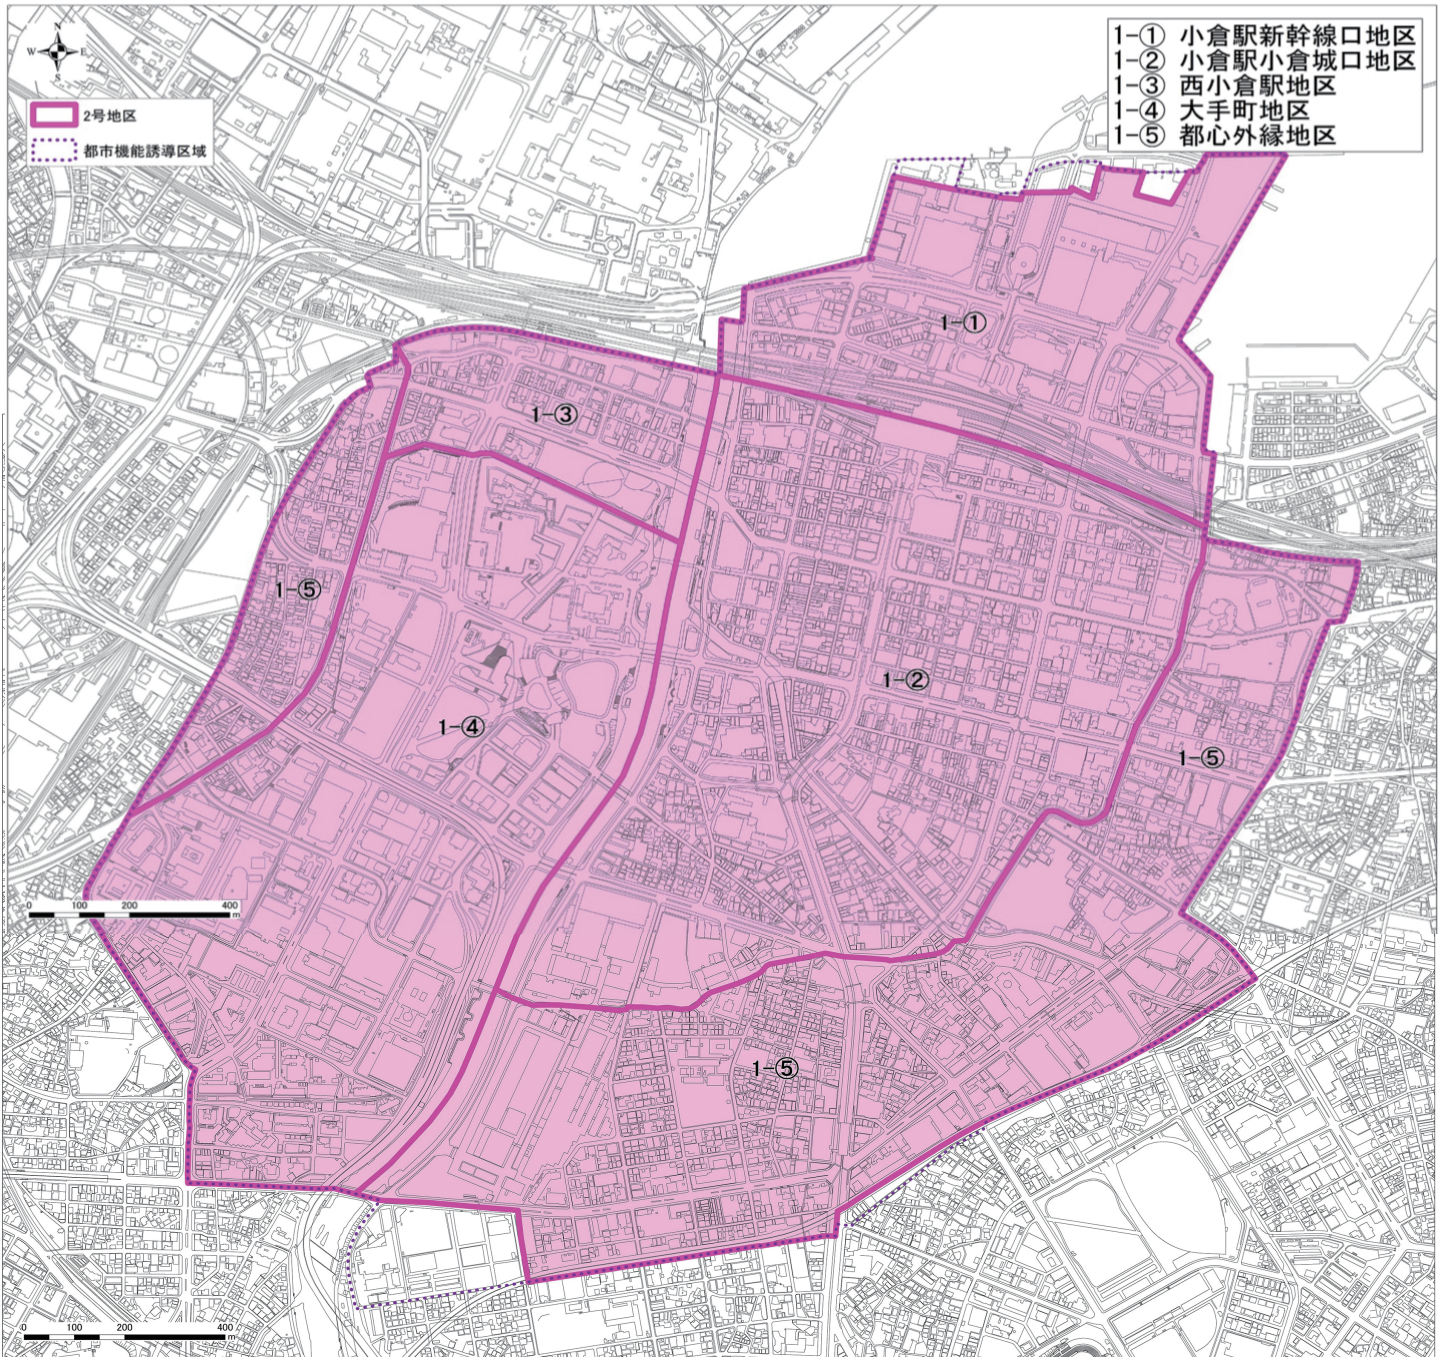 N
W E
S
1-① 小倉駅新幹線口地区
1-② 小倉駅小倉城口地区
1-③ 西小倉駅地区
1-④ 大手町地区
1-⑤ 都心外縁地区
2号地区
都市機能誘導区域
1-①
1-③
1-⑤
1-②
1-④
1-⑤
1-⑤
0 100 200 400
m
0 100 200 400
m